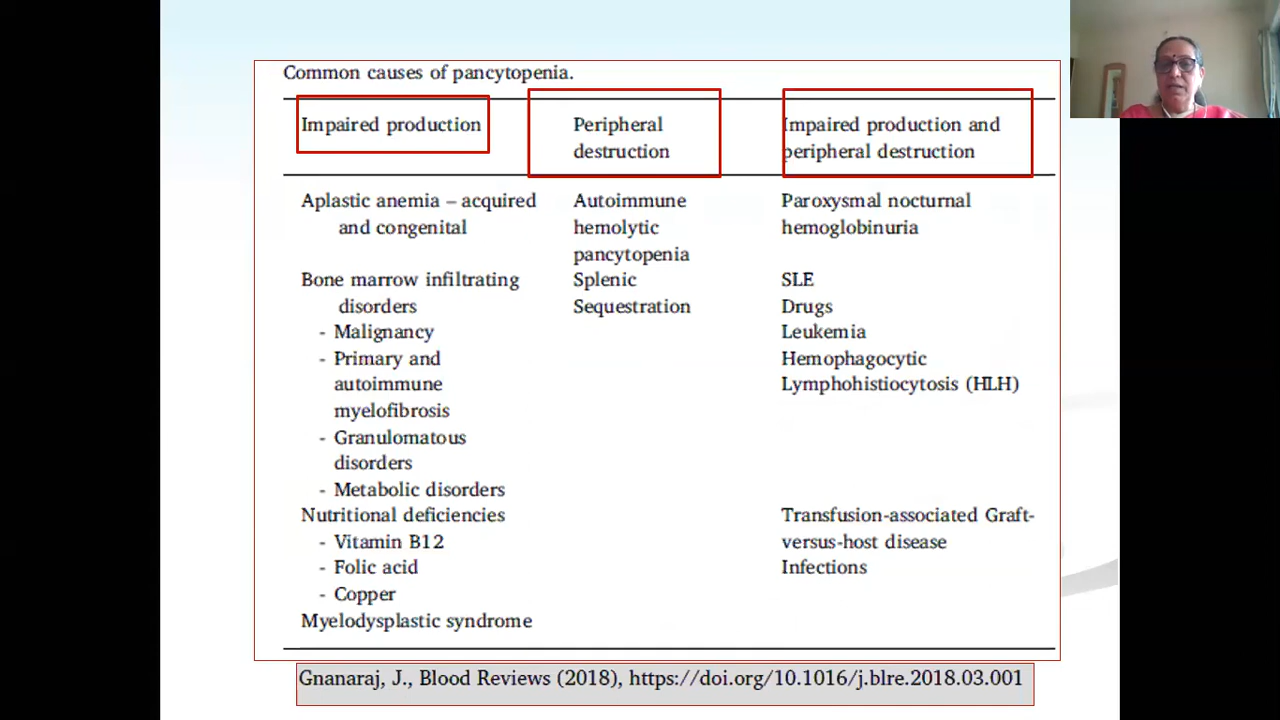 Common causes of pancytopenia.
Impaired production
Peripheral
destruction
Impaired production and
peripheral destruction
Aplastic anemia – acquired
and congenital
Autoimmune
hemolytic
pancytopenia
Paroxysmal nocturnal
hemoglobinuria
Bone marrow infiltrating
disorders
- Malignancy
- Primary and
autoimmune
myelofibrosis
- Granulomatous
disorders
- Metabolic disorders
Splenic
Sequestration
SLE
Drugs
Leukemia
Hemophagocytic
Lymphohistiocytosis (HLH)
Nutritional deficiencies
- Vitamin B12
- Folic acid
- Copper
Myelodysplastic syndrome
Transfusion-associated Graft-
versus-host disease
Infections
Gnanaraj, J., Blood Reviews (2018), https://doi.org/10.1016/j.blre.2018.03.001